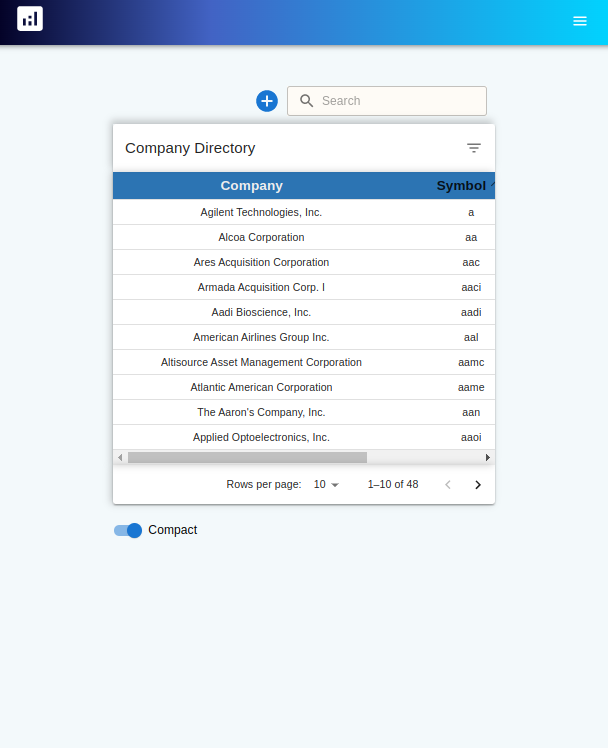 Search
Company Directory
Company Symbol
Agilent Technologies, Inc. a
Alcoa Corporation aa
Ares Acquisition Corporation aac
Armada Acquisition Corp. I aaci
Aadi Bioscience, Inc. aadi
American Airlines Group Inc. aal
Altisource Asset Management Corporation aamc
Atlantic American Corporation aame
The Aaron's Company, Inc. aan
Applied Optoelectronics, Inc. aaoi
Rows per page: 10 1–10 of 48
Compact